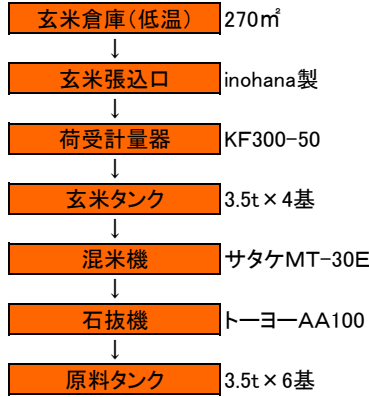 玄米倉庫(低温) 270㎡
↓
玄米張込口 inohana製
↓
荷受計量器 KF300-50
↓
玄米タンク 3.5t×4基
↓
混米機 サタケMT-30E
↓
石抜機 トーヨーAA100
↓
原料タンク 3.5t×6基